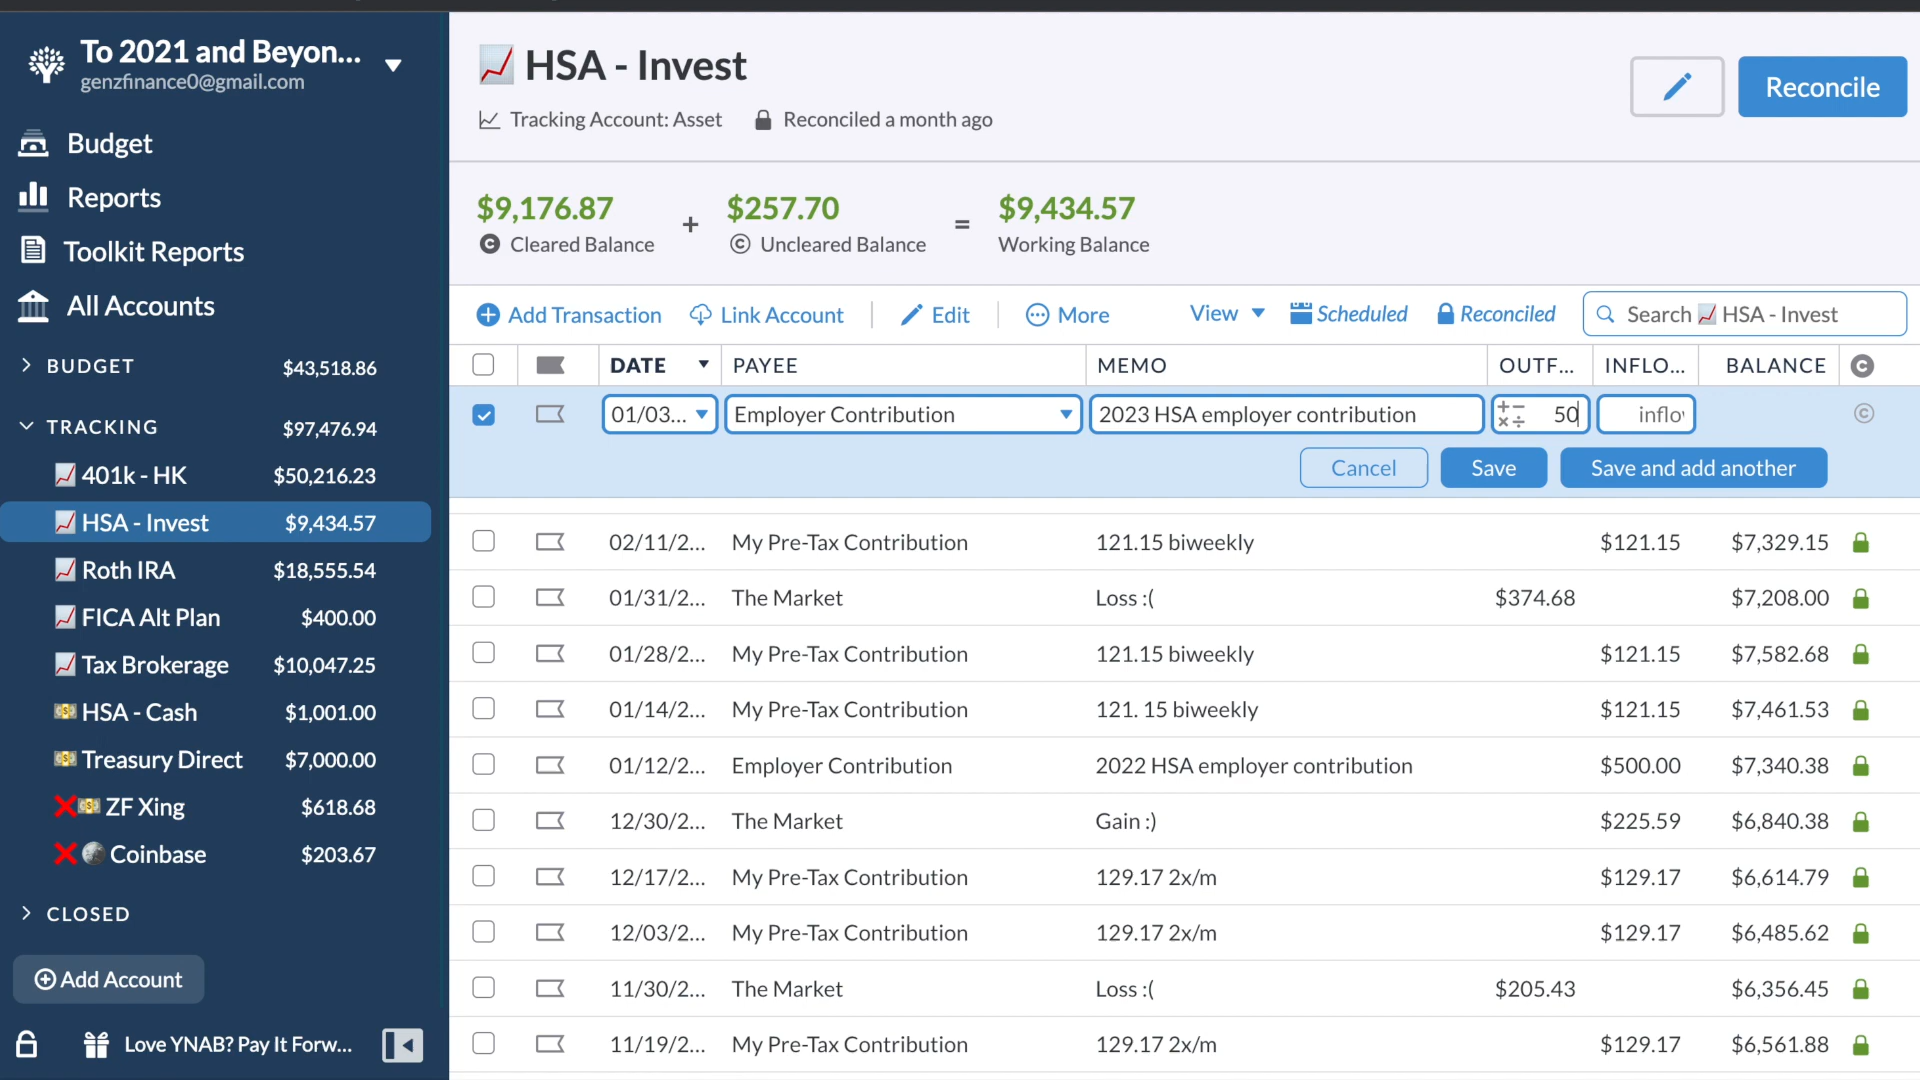 To 2021 and Beyon...
genzfinance0@gmail.com
Budget
Reports
Toolkit Reports
All Accounts
BUDGET $43,518.86
TRACKING $97,476.94
401k - HK $50,216.23
HSA - Invest $9,434.57
Roth IRA $18,555.54
FICA Alt Plan $400.00
Tax Brokerage $10,047.25
HSA - Cash $1,001.00
Treasury Direct $7,000.00
ZF Xing $618.68
Coinbase $203.67
CLOSED
Add Account
Love YNAB? Pay It Forw...
HSA - Invest
Tracking Account: Asset Reconciled a month ago
Reconcile
$9,176.87 + $257.70 = $9,434.57
C Cleared Balance C Uncleared Balance Working Balance
Add Transaction Link Account Edit More View Scheduled Reconciled Search HSA - Invest
DATE PAYEE MEMO OUTF... INFLO... BALANCE C
01/03... Employer Contribution 2023 HSA employer contribution 50 inflo C
Cancel Save Save and add another
02/11/2... My Pre-Tax Contribution 121.15 biweekly $121.15 $7,329.15
01/31/2... The Market Loss :( $374.68 $7,208.00
01/28/2... My Pre-Tax Contribution 121.15 biweekly $121.15 $7,582.68
01/14/2... My Pre-Tax Contribution 121. 15 biweekly $121.15 $7,461.53
01/12/2... Employer Contribution 2022 HSA employer contribution $500.00 $7,340.38
12/30/2... The Market Gain :) $225.59 $6,840.38
12/17/2... My Pre-Tax Contribution 129.17 2x/m $129.17 $6,614.79
12/03/2... My Pre-Tax Contribution 129.17 2x/m $129.17 $6,485.62
11/30/2... The Market Loss :( $205.43 $6,356.45
11/19/2... My Pre-Tax Contribution 129.17 2x/m $129.17 $6,561.88